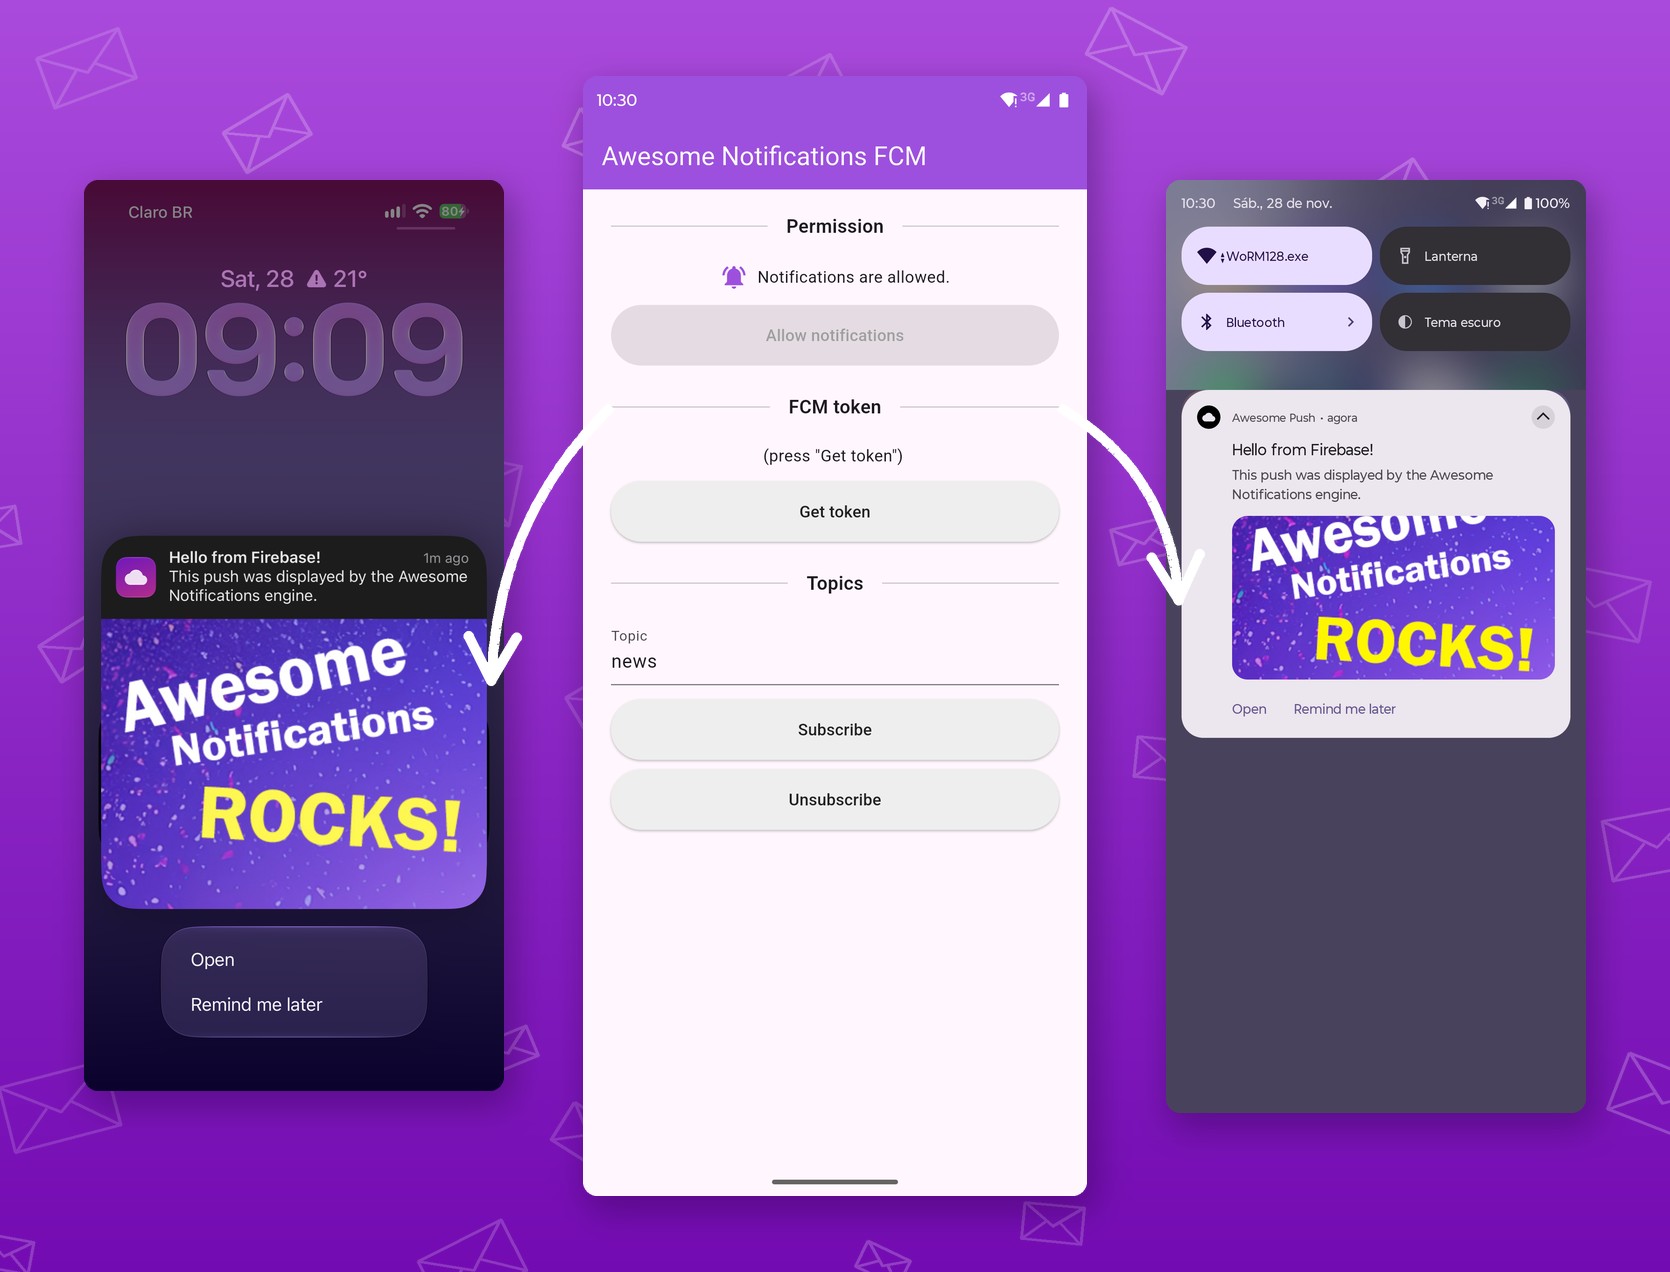 Claro BR
80
Sat, 28 21°
09:09
Hello from Firebase! 1m ago
This push was displayed by the Awesome
Notifications engine.
Awesome
Notifications
ROCKS!
Open
Remind me later
10:30 3G
Awesome Notifications FCM
Permission
Notifications are allowed.
Allow notifications
FCM token
(press "Get token")
Get token
Topics
Topic
news
Subscribe
Unsubscribe
10:30 Sáb., 28 de nov. 3G 100%
WoRM128.exe
Lanterna
Bluetooth
Tema escuro
Awesome Push • agora
Hello from Firebase!
This push was displayed by the Awesome
Notifications engine.
Awesome
Notifications
ROCKS!
Open Remind me later